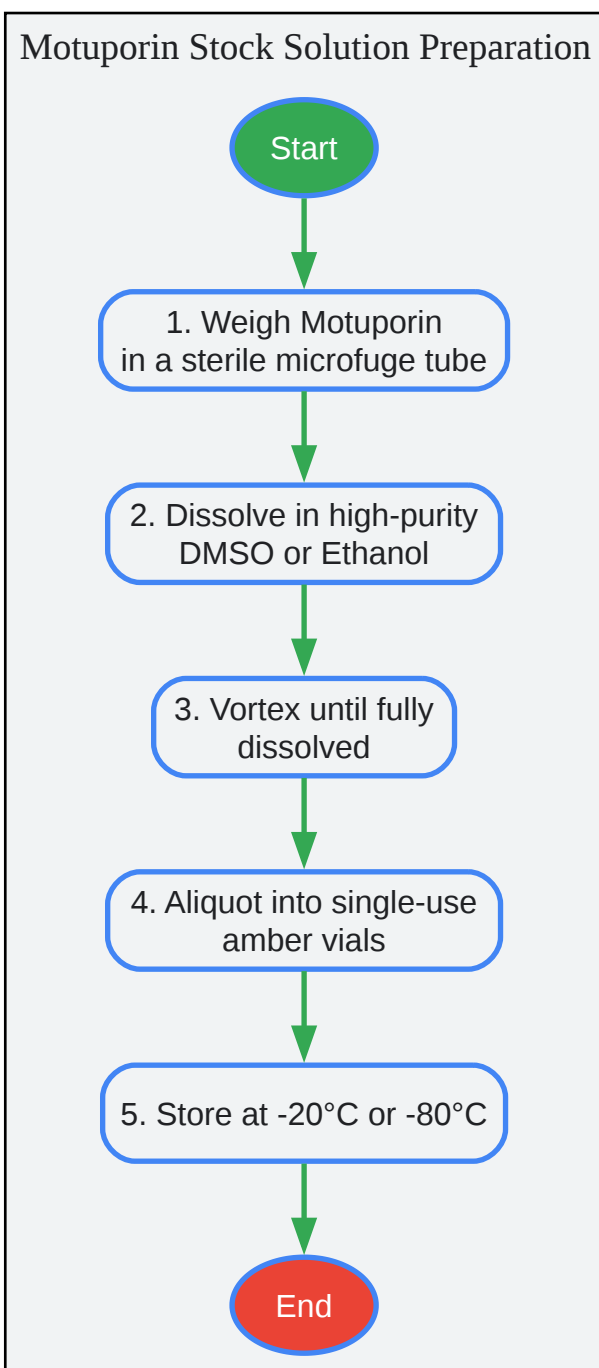 Motuporin Stock Solution Preparation
Start
1. Weigh Motuporin
in a sterile microfuge tube
2. Dissolve in high-purity
DMSO or Ethanol
3. Vortex until fully
dissolved
4. Aliquot into single-use
amber vials
5. Store at -20°C or -80°C
End